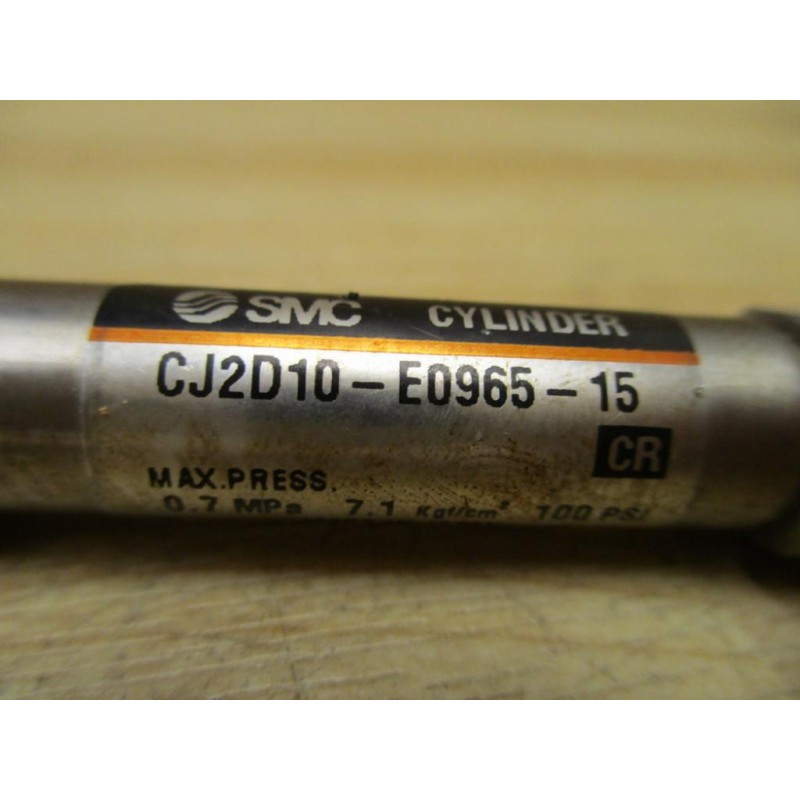 SMC CYLINDER
CJ2D10-E0965-15
CR
MAX.PRESS.
0.7 MPa 7.1 Kgf/cm² 100 PSI